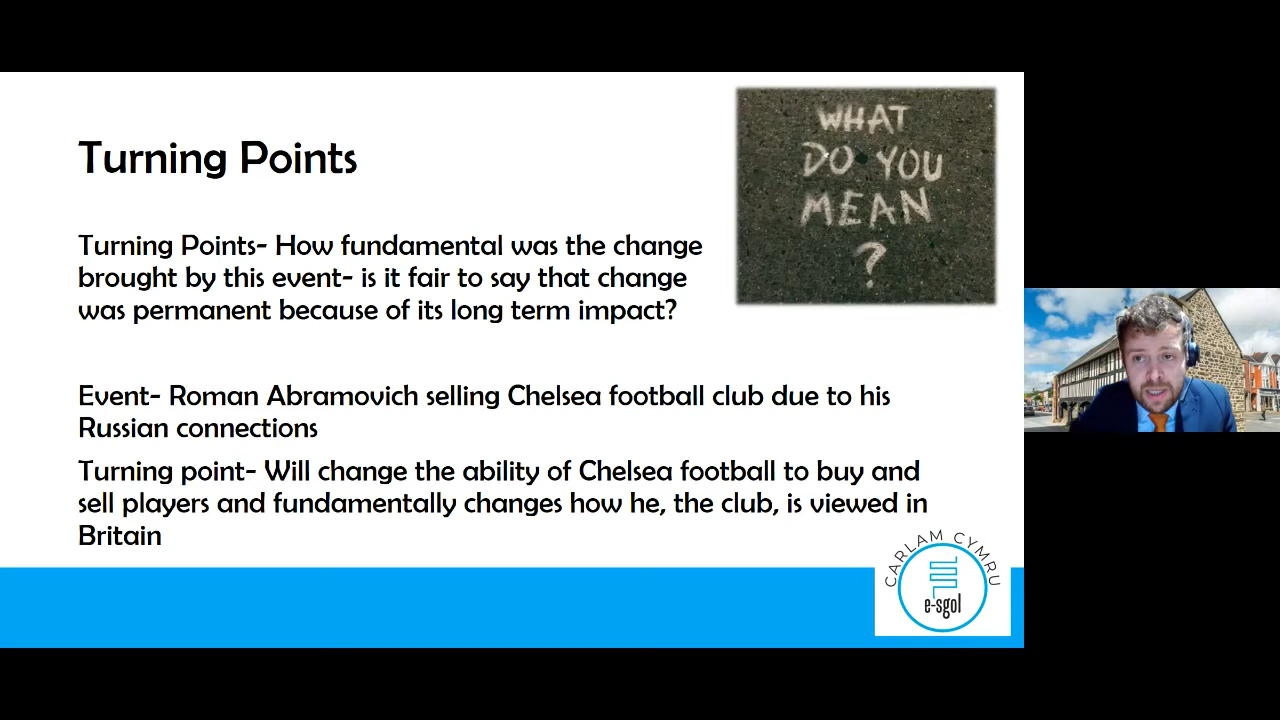 WHAT
DO YOU
MEAN
?
Turning Points
Turning Points- How fundamental was the change
brought by this event- is it fair to say that change
was permanent because of its long term impact?
Event- Roman Abramovich selling Chelsea football club due to his
Russian connections
Turning point- Will change the ability of Chelsea football to buy and
sell players and fundamentally changes how he, the club, is viewed in
Britain
CARLAM CYMRU
e-sgol